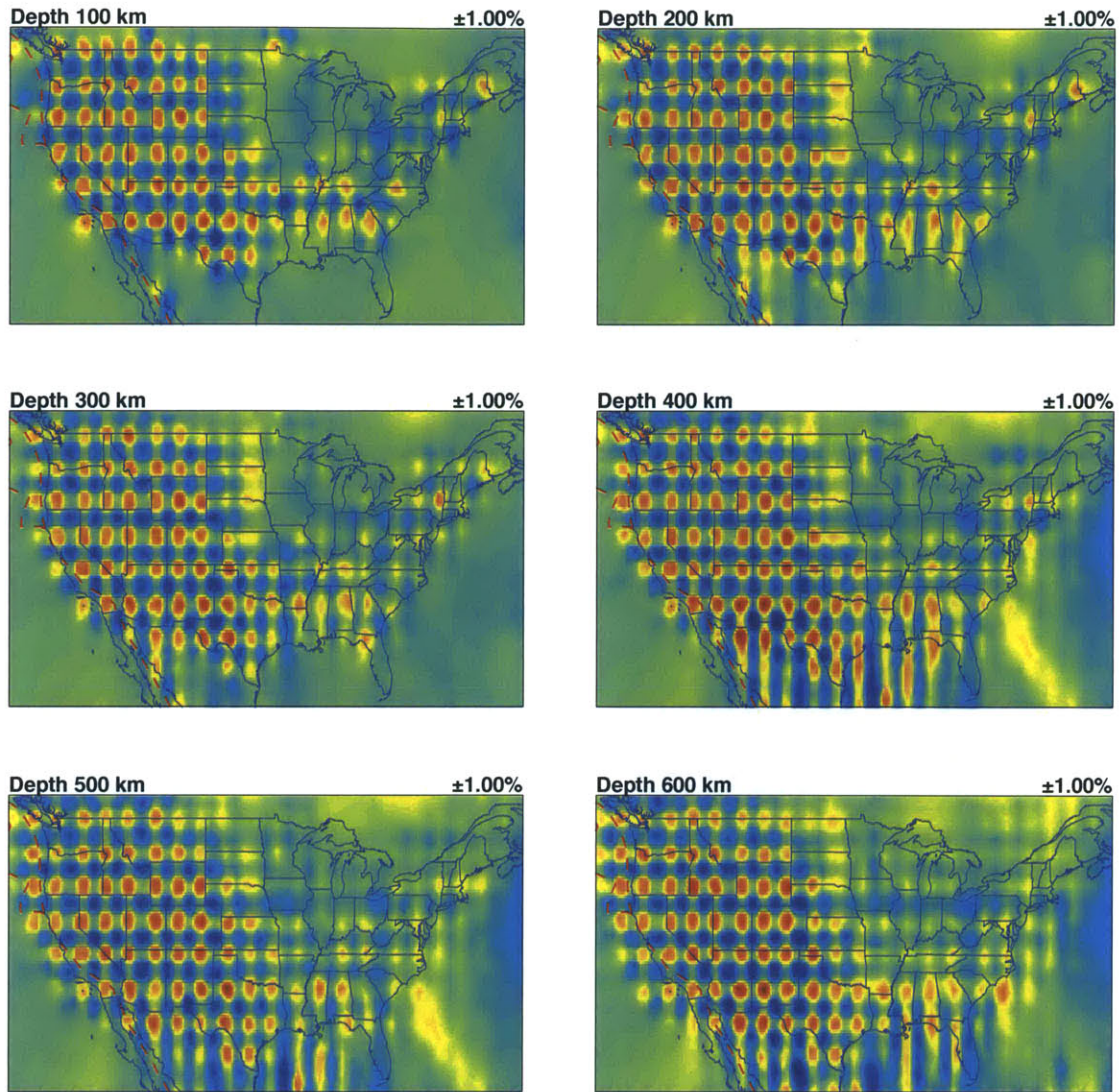 Depth 100 km ±1.00%
Depth 200 km ±1.00%
Depth 300 km ±1.00%
Depth 400 km ±1.00%
Depth 500 km ±1.00%
Depth 600 km ±1.00%